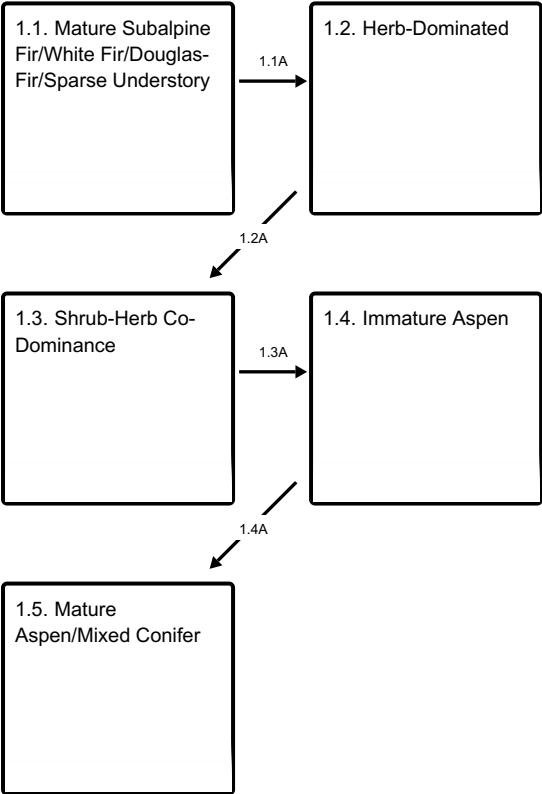 1.1. Mature Subalpine
Fir/White Fir/Douglas-
Fir/Sparse Understory
1.1A
1.2. Herb-Dominated
1.2A
1.3. Shrub-Herb Co-
Dominance
1.3A
1.4. Immature Aspen
1.4A
1.5. Mature
Aspen/Mixed Conifer